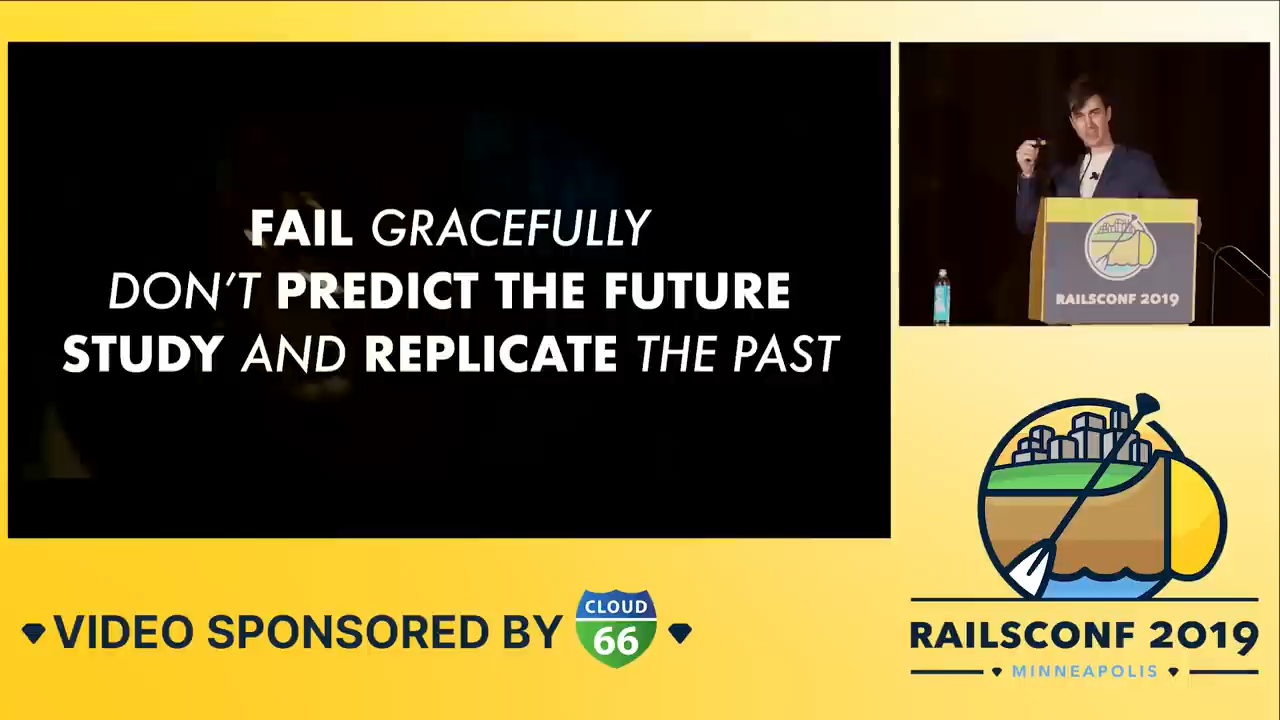 FAIL GRACEFULLY
DON'T PREDICT THE FUTURE
STUDY AND REPLICATE THE PAST
RAILSCONF 2019
VIDEO SPONSORED BY CLOUD 66
RAILSCONF 2019
MINNEAPOLIS